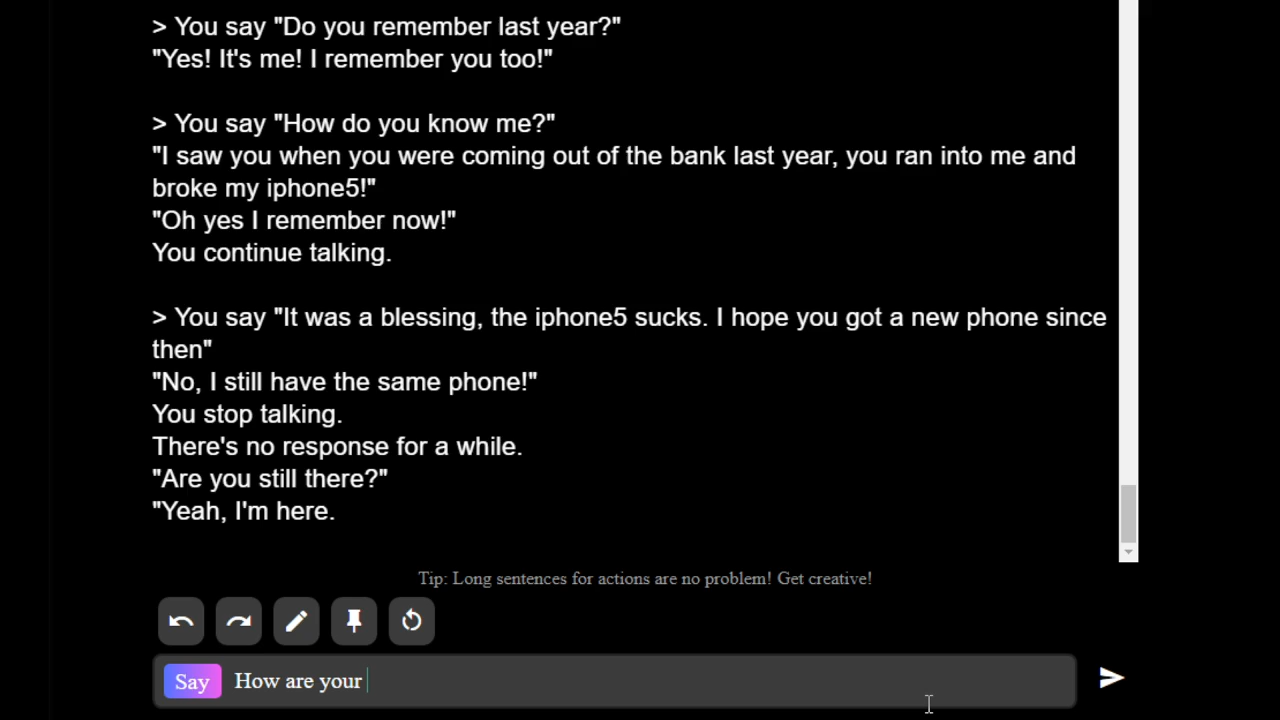 > You say "Do you remember last year?"
"Yes! It's me! I remember you too!"
> You say "How do you know me?"
"I saw you when you were coming out of the bank last year, you ran into me and
broke my iphone5!"
"Oh yes I remember now!"
You continue talking.
> You say "It was a blessing, the iphone5 sucks. I hope you got a new phone since
then"
"No, I still have the same phone!"
You stop talking.
There's no response for a while.
"Are you still there?"
"Yeah, I'm here.
Tip: Long sentences for actions are no problem! Get creative!
Say How are your